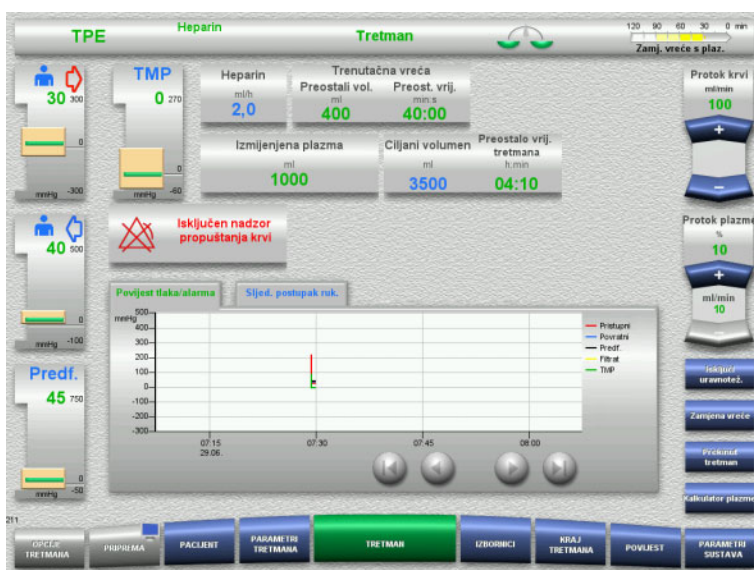 TPE
Heparin
Tretman
120 90 60 30 0 min
Zamj. vreće s plaz.
30 300
0
mmHg -300
TMP
0 270
0
mmHg -60
Heparin
ml/h
2,0
Trenutačna vreća
Preostali vol. Preost. vrij.
ml min:s
400 40:00
Izmijenjena plazma
ml
1000
Ciljani volumen
ml
3500
Preostalo vrij.
tretmana
h:min
04:10
Protok krvi
ml/min
100
+
–
40 500
0
mmHg -100
Isključen nadzor
propuštanja krvi
Protok plazme
%
10
+
ml/min
10
–
Predf.
45 750
0
mmHg -50
Povijest tlaka/alarma
Sljed. postupak ruk.
mmHg
500
400
300
200
100
0
-100
-200
-300
07:15 07:30 07:45 08:00
29.06.
Pristupni
Povratni
Predf.
Filtrat
TMP
Isključi
uravnotež.
Zamjena vreće
Prekinut
tretman
Kalkulator plazme
211
OPCIJE
TRETMANA
PRIPREMA
PACIJENT
PARAMETRI
TRETMANA
TRETMAN
IZBORNICI
KRAJ
TRETMANA
POVIJEST
PARAMETRI
SUSTAVA